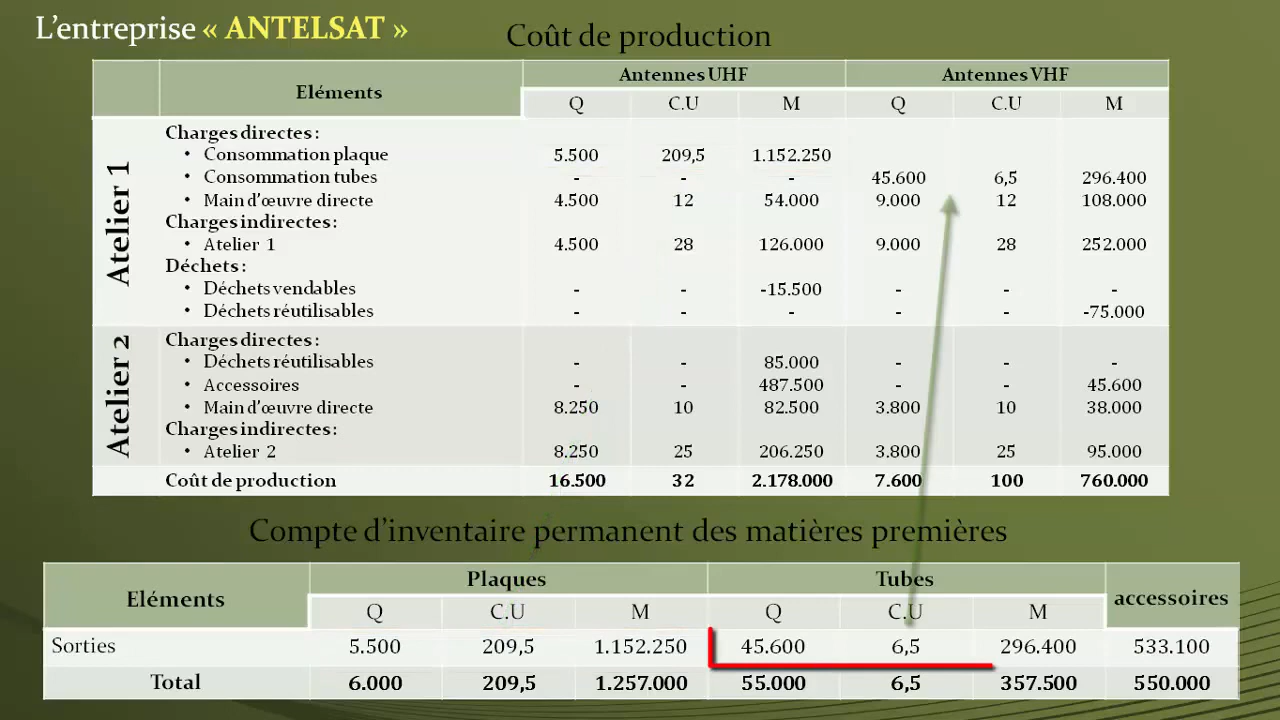 L'entreprise « ANTELSAT »
Coût de production
Eléments Antennes UHF Antennes VHF
Q C.U M Q C.U M
Atelier 1
Charges directes :
• Consommation plaque 5.500 209,5 1.152.250
• Consommation tubes - - - 45.600 6,5 296.400
• Main d'œuvre directe 4.500 12 54.000 9.000 12 108.000
Charges indirectes :
• Atelier 1 4.500 28 126.000 9.000 28 252.000
Déchets :
• Déchets vendables - - -15.500 - - -
• Déchets réutilisables - - - - - -75.000
Atelier 2
Charges directes :
• Déchets réutilisables - - 85.000 - - -
• Accessoires - - 487.500 - - 45.600
• Main d'œuvre directe 8.250 10 82.500 3.800 10 38.000
Charges indirectes :
• Atelier 2 8.250 25 206.250 3.800 25 95.000
Coût de production 16.500 32 2.178.000 7.600 100 760.000
Compte d'inventaire permanent des matières premières
Eléments Plaques Tubes accessoires
Q C.U M Q C.U M
Sorties 5.500 209,5 1.152.250 45.600 6,5 296.400 533.100
Total 6.000 209,5 1.257.000 55.000 6,5 357.500 550.000